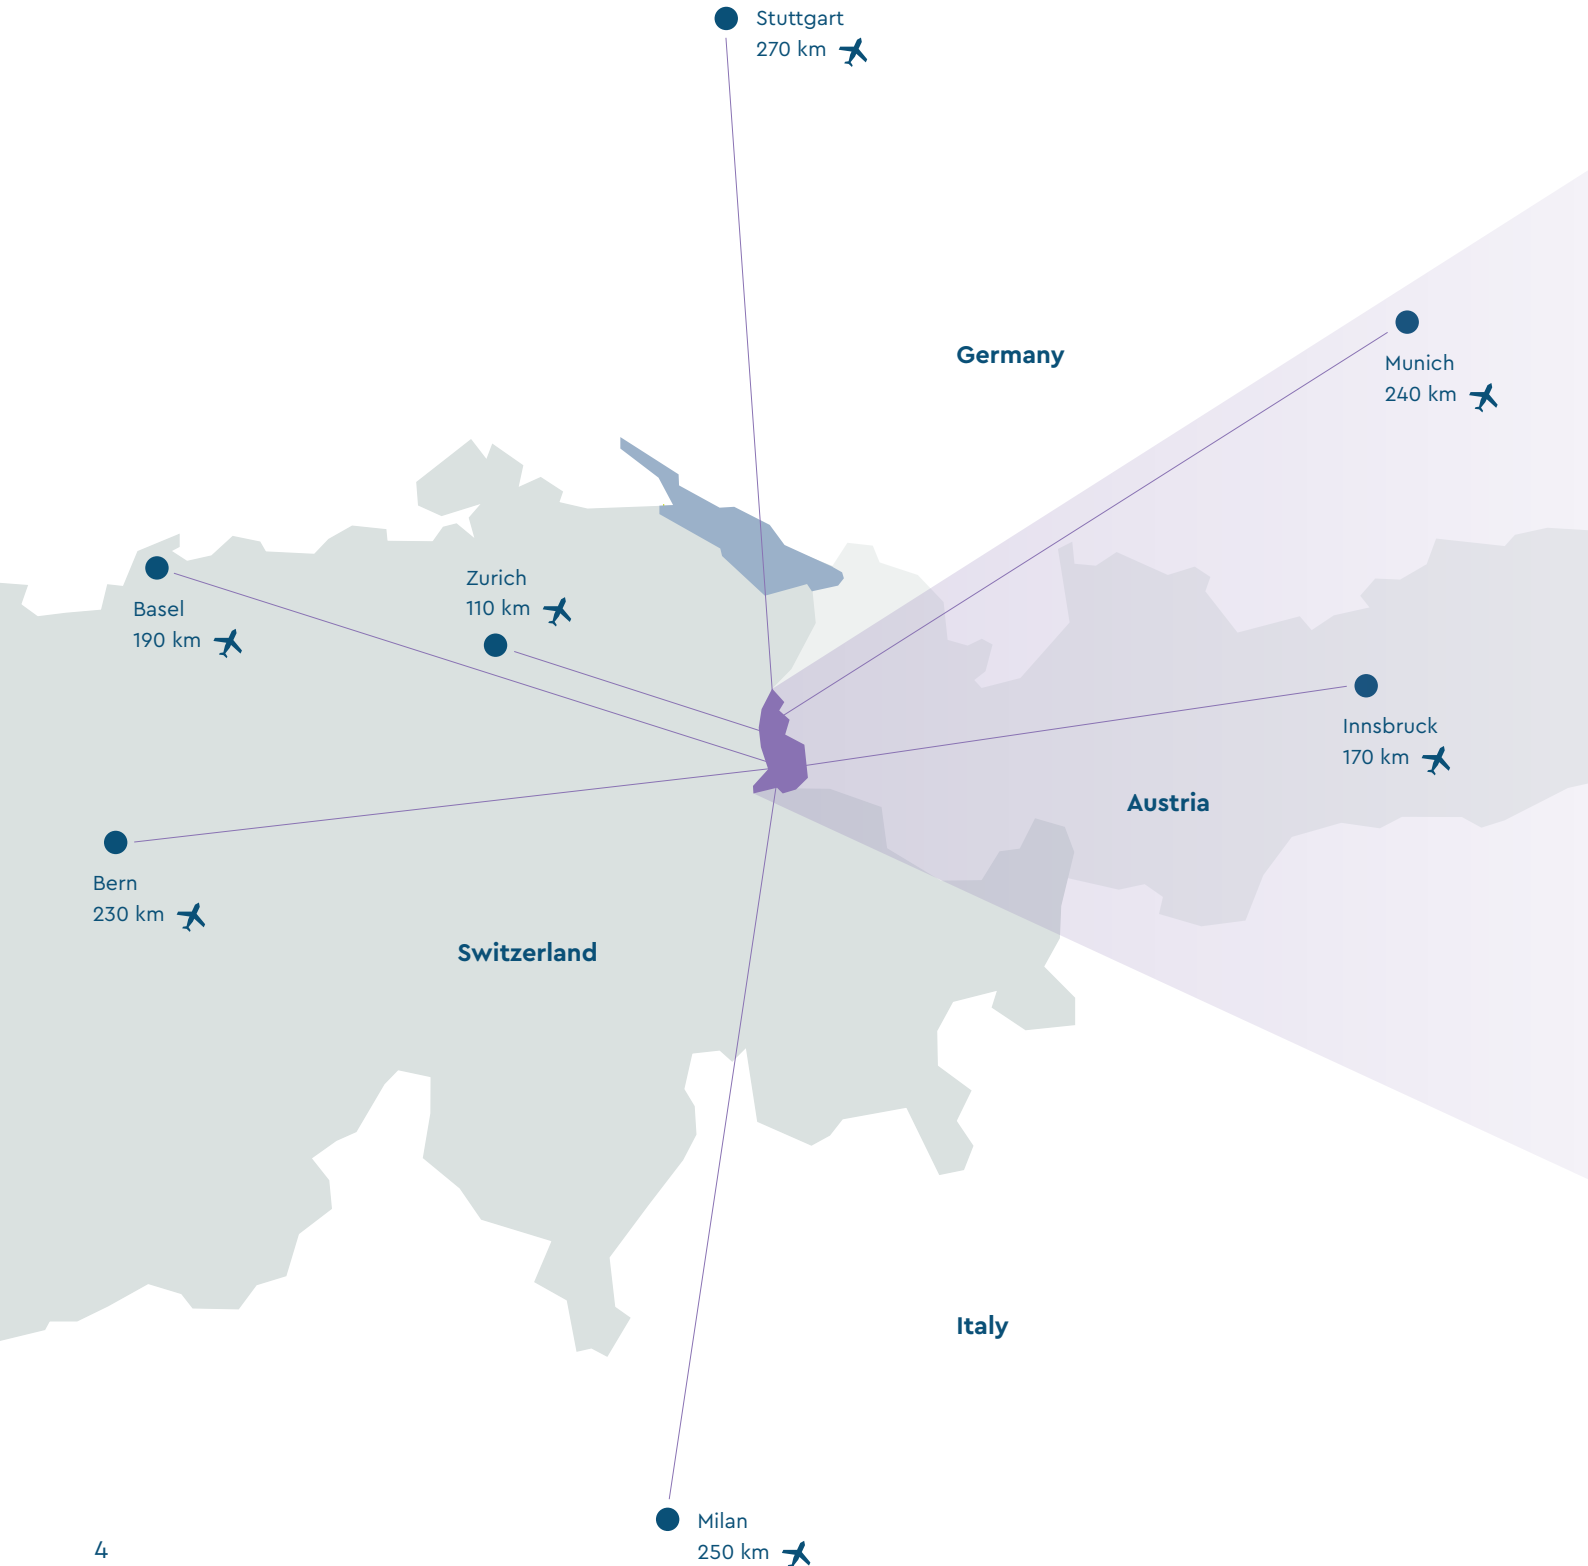 Stuttgart
270 km
Germany
Munich
240 km
Zurich
110 km
Basel
190 km
Innsbruck
170 km
Austria
Bern
230 km
Switzerland
Italy
Milan
250 km
4